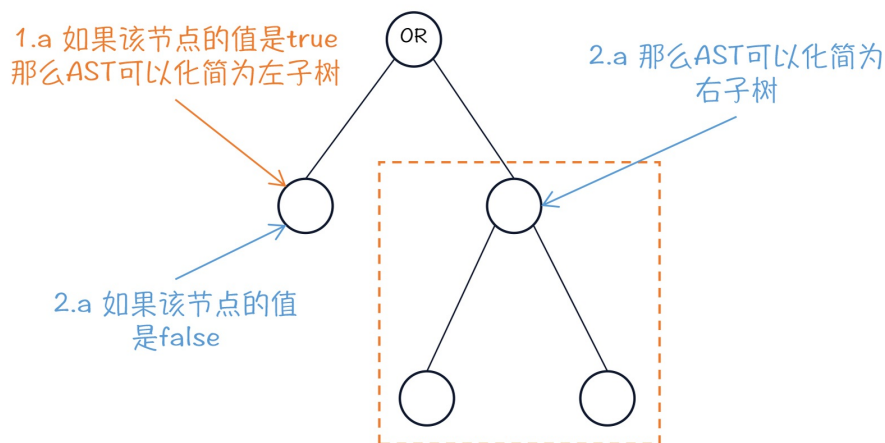 OR
1.a 如果该节点的值是true
那么AST可以化简为左子树
2.a 那么AST可以化简为
右子树
2.a 如果该节点的值
是false